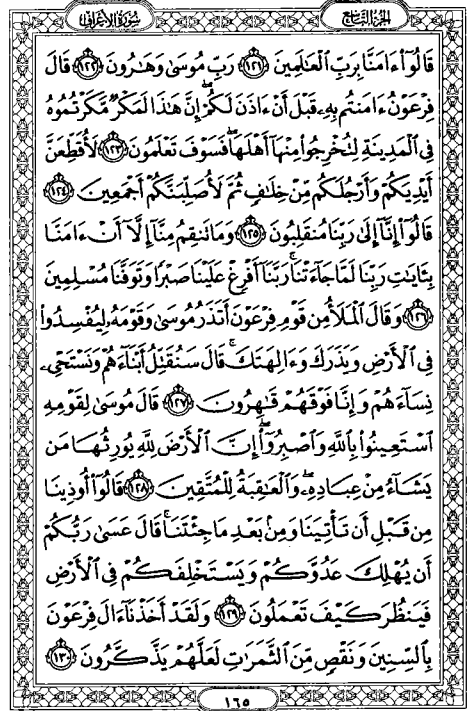 سورة الأعراف
الجزء التاسع
قَالُوٓا۟ ءَامَنَّا بِرَبِّ ٱلْعَٰلَمِينَ ﴿١٢١﴾ رَبِّ مُوسَىٰ وَهَٰرُونَ ﴿١٢٢﴾ قَالَ
فِرْعَوْنُ ءَامَنتُم بِهِۦ قَبْلَ أَنْ ءَاذَنَ لَكُمْ ۖ إِنَّ هَٰذَا لَمَكْرٌ مَّكَرْتُمُوهُ
فِى ٱلْمَدِينَةِ لِتُخْرِجُوا۟ مِنْهَآ أَهْلَهَا ۖ فَسَوْفَ تَعْلَمُونَ ﴿١٢٣﴾ لَأُقَطِّعَنَّ
أَيْدِيَكُمْ وَأَرْجُلَكُم مِّنْ خِلَٰفٍ ثُمَّ لَأُصَلِّبَنَّكُمْ أَجْمَعِينَ ﴿١٢٤﴾
قَالُوٓا۟ إِنَّآ إِلَىٰ رَبِّنَا مُنقَلِبُونَ ﴿١٢٥﴾ وَمَا تَنقِمُ مِنَّآ إِلَّآ أَنْ ءَامَنَّا
بِـَٔايَٰتِ رَبِّنَا لَمَّا جَآءَتْنَا ۚ رَبَّنَآ أَفْرِغْ عَلَيْنَا صَبْرًا وَتَوَفَّنَا مُسْلِمِينَ
﴿١٢٦﴾ وَقَالَ ٱلْمَلَأُ مِن قَوْمِ فِرْعَوْنَ أَتَذَرُ مُوسَىٰ وَقَوْمَهُۥ لِيُفْسِدُوا۟
فِى ٱلْأَرْضِ وَيَذَرَكَ وَءَالِهَتَكَ ۚ قَالَ سَنُقَتِّلُ أَبْنَآءَهُمْ وَنَسْتَحْىِۦ
نِسَآءَهُمْ وَإِنَّا فَوْقَهُمْ قَٰهِرُونَ ﴿١٢٧﴾ قَالَ مُوسَىٰ لِقَوْمِهِ
ٱسْتَعِينُوا۟ بِٱللَّهِ وَٱصْبِرُوٓا۟ ۖ إِنَّ ٱلْأَرْضَ لِلَّهِ يُورِثُهَا مَن
يَشَآءُ مِنْ عِبَادِهِۦ ۖ وَٱلْعَٰقِبَةُ لِلْمُتَّقِينَ ﴿١٢٨﴾ قَالُوٓا۟ أُوذِينَا
مِن قَبْلِ أَن تَأْتِيَنَا وَمِنۢ بَعْدِ مَا جِئْتَنَا ۚ قَالَ عَسَىٰ رَبُّكُمْ
أَن يُهْلِكَ عَدُوَّكُمْ وَيَسْتَخْلِفَكُمْ فِى ٱلْأَرْضِ
فَيَنظُرَ كَيْفَ تَعْمَلُونَ ﴿١٢٩﴾ وَلَقَدْ أَخَذْنَآ ءَالَ فِرْعَوْنَ
بِٱلسِّنِينَ وَنَقْصٍ مِّنَ ٱلثَّمَرَٰتِ لَعَلَّهُمْ يَذَّكَّرُونَ ﴿١٣٠﴾
١٦٥